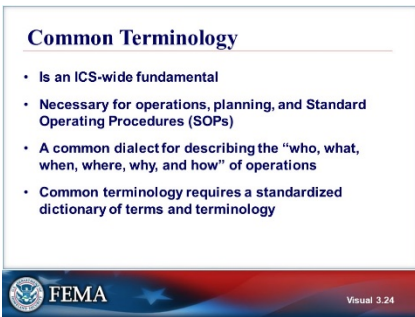 Common Terminology
• Is an ICS-wide fundamental
• Necessary for operations, planning, and Standard
Operating Procedures (SOPs)
• A common dialect for describing the “who, what,
when, where, why, and how” of operations
• Common terminology requires a standardized
dictionary of terms and terminology
FEMA
Visual 3.24